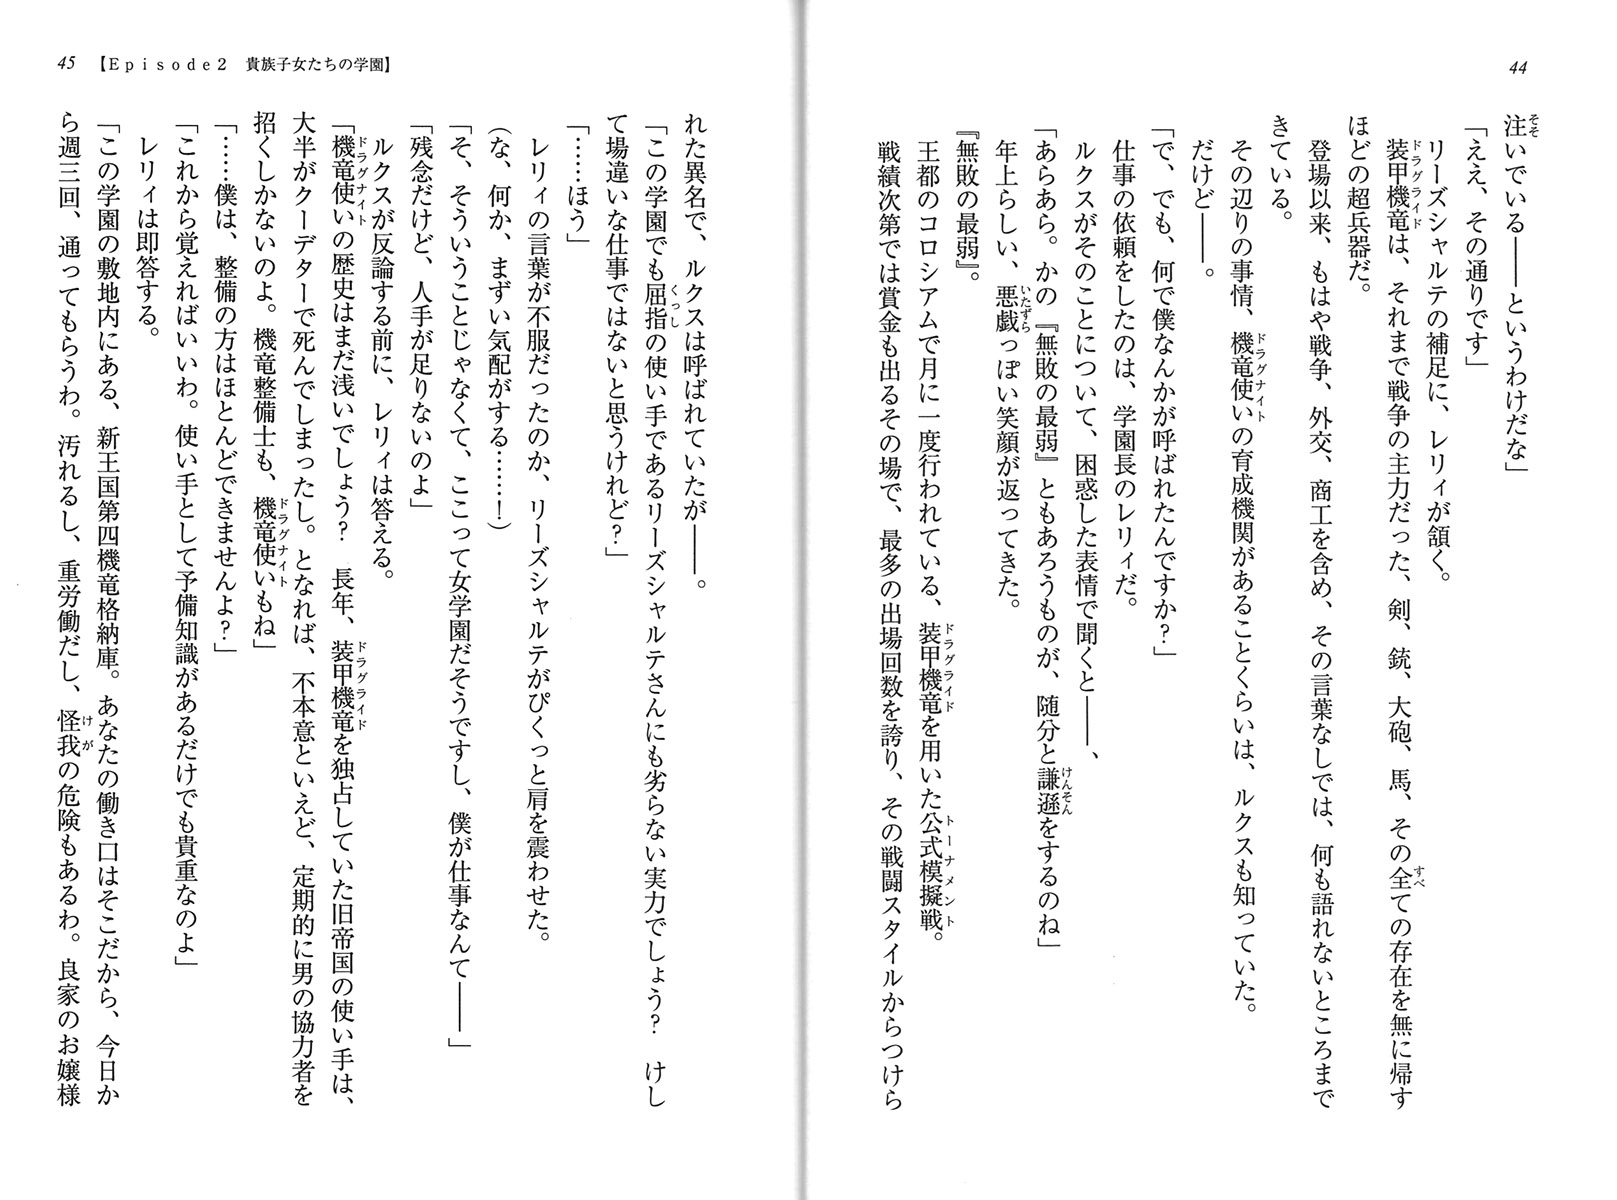 44
注いでいる――というわけだな」
「ええ、その通りです」
リーズシャルテの補足に、レリィが頷く。
装甲機竜は、それまで戦争の主力だった、剣、銃、大砲、馬、その全ての存在を無に帰す
ほどの超兵器だ。
登場以来、もはや戦争、外交、商工を含め、その言葉なしでは、何も語れないところまで
きている。
その辺りの事情、機竜使いの育成機関があることくらいは、ルクスも知っていた。
だけど――。
「で、でも、何で僕なんかが呼ばれたんですか?」
仕事の依頼をしたのは、学園長のレリィだ。
ルクスがそのことについて、困惑した表情で聞くと――、
「あらあら。かの『無敗の最弱』ともあろうものが、随分と謙遜をするのね」
年上らしい、悪戯っぽい笑顔が返ってきた。
『無敗の最弱』。
王都のコロシアムで月に一度行われている、装甲機竜を用いた公式模擬戦。
戦績次第では賞金も出るその場で、最多の出場回数を誇り、その戦闘スタイルからつけら
45 【Episode2 貴族子女たちの学園】
れた異名で、ルクスは呼ばれていたが――。
「この学園でも屈指の使い手であるリーズシャルテさんにも劣らない実力でしょう? けし
て場違いな仕事ではないと思うけれど?」
「……ほう」
レリィの言葉が不服だったのか、リーズシャルテがぴくっと肩を震わせた。
(な、何か、まずい気配がする……!)
「そ、そういうことじゃなくて、ここって女学園だそうですし、僕が仕事なんて――」
「残念だけど、人手が足りないのよ」
ルクスが反論する前に、レリィは答える。
「機竜使いの歴史はまだ浅いでしょう? 長年、装甲機竜を独占していた旧帝国の使い手は、
大半がクーデターで死んでしまったし。となれば、不本意といえど、定期的に男の協力者を
招くしかないのよ。機竜整備士も、機竜使いもね」
「……僕は、整備の方はほとんどできませんよ?」
「これから覚えればいいわ。使い手として予備知識があるだけでも貴重なのよ」
レリィは即答する。
「この学園の敷地内にある、新王国第四機竜格納庫。あなたの働き口はそこだから、今日か
ら週三回、通ってもらうわ。汚れるし、重労働だし、怪我の危険もあるわ。良家のお嬢様